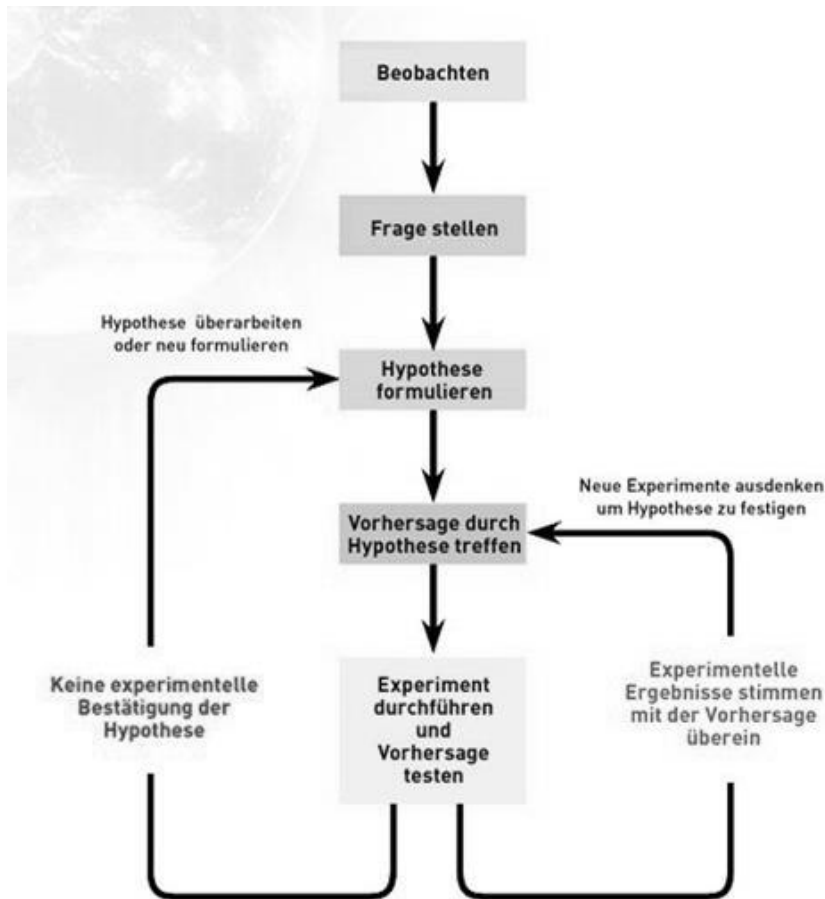 Beobachten
Frage stellen
Hypothese überarbeiten
oder neu formulieren
Hypothese
formulieren
Neue Experimente ausdenken
um Hypothese zu festigen
Vorhersage durch
Hypothese treffen
Keine experimentelle
Bestätigung der
Hypothese
Experiment
durchführen
und
Vorhersage
testen
Experimentelle
Ergebnisse stimmen
mit der Vorhersage
überein